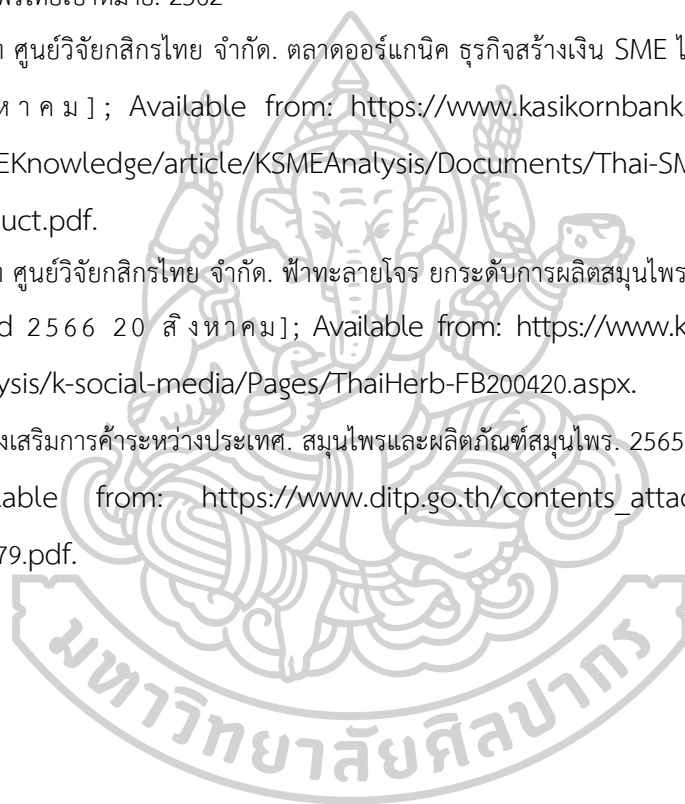 พรไทยเป้าหมาย. 2562
ศูนย์วิจัยกสิกรไทย จำกัด. ตลาดออร์แกนิค ธุรกิจสร้างเงิน SME ไ
ห า ค ม ] ; Available from: https://www.kasikornbank.
EKnowledge/article/KSMEAnalysis/Documents/Thai-SM
uct.pdf.
ศูนย์วิจัยกสิกรไทย จำกัด. ฟ้าทะลายโจร ยกระดับการผลิตสมุนไพร
d 2566 20 สิงหาคม]; Available from: https://www.k
ysis/k-social-media/Pages/ThaiHerb-FB200420.aspx.
งเสริมการค้าระหว่างประเทศ. สมุนไพรและผลิตภัณฑ์สมุนไพร. 2565
lable from: https://www.ditp.go.th/contents_attac
79.pdf.
มหาวิทยาลัยศิลปากร